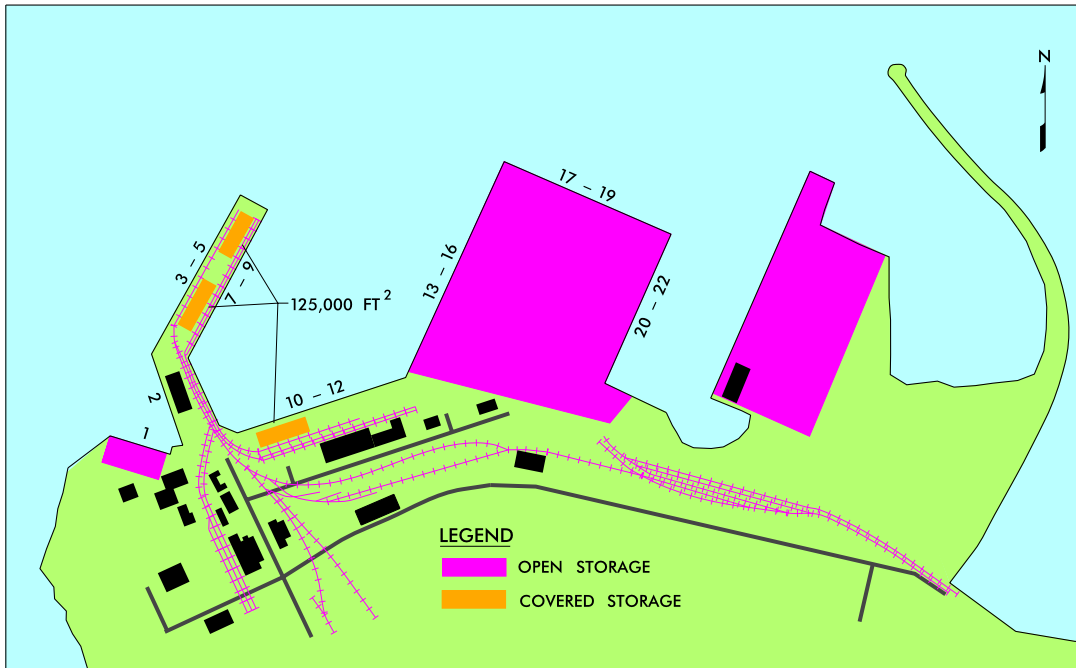 N
17 - 19
3 - 5
7 - 9
13 - 16
20 - 22
125,000 FT²
10 - 12
2
1
LEGEND
OPEN STORAGE
COVERED STORAGE